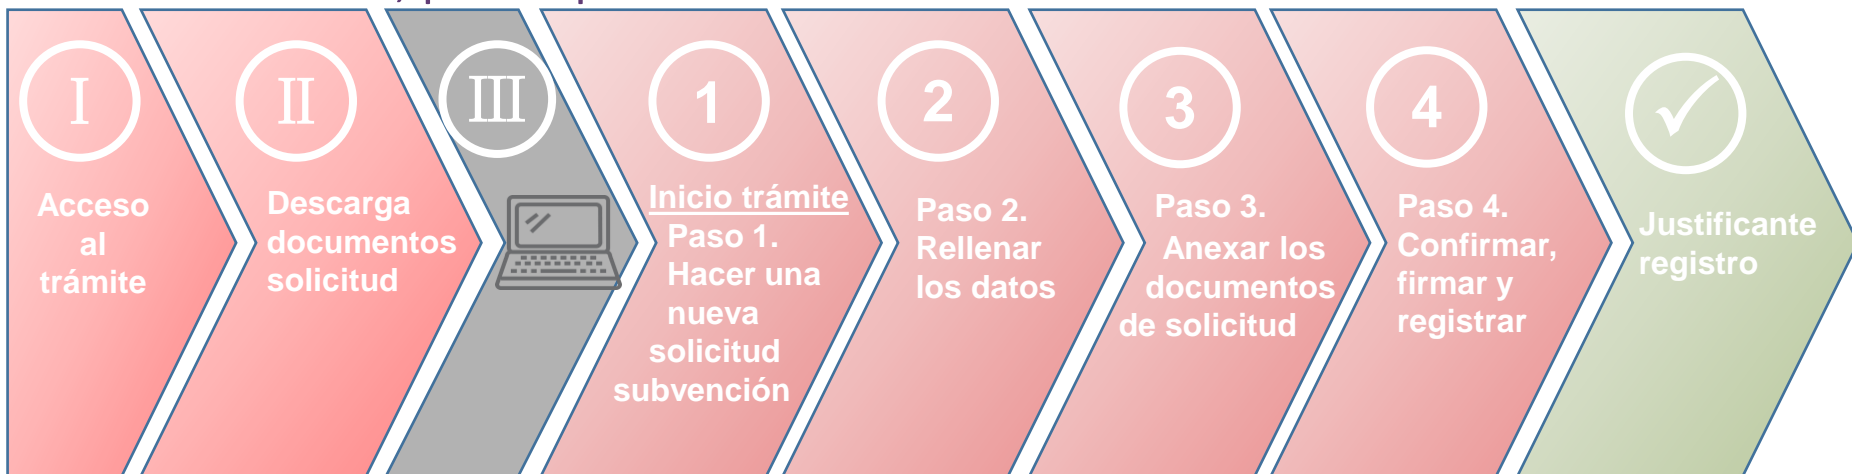 I
Acceso
al
trámite
II
Descarga
documentos
solicitud
III
1
Inicio trámite
Paso 1.
Hacer una
nueva
solicitud
subvención
2
Paso 2.
Rellenar
los datos
3
Paso 3.
Anexar los
documentos
de solicitud
4
Paso 4.
Confirmar,
firmar y
registrar
Justificante
registro